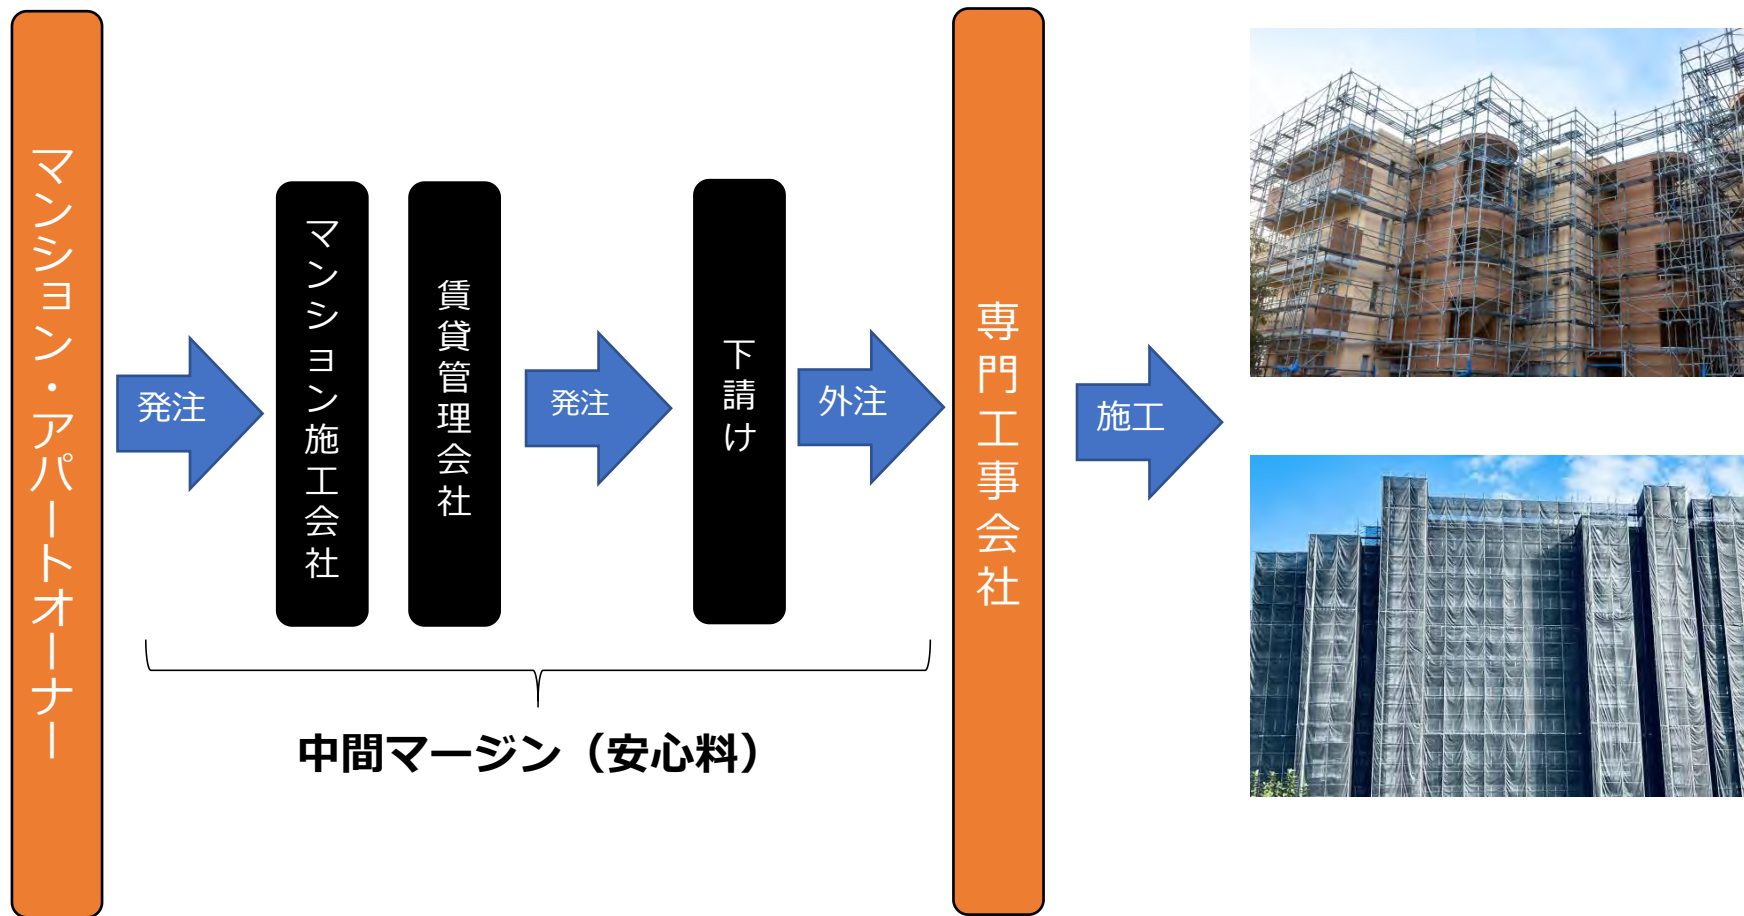 マンション・アパートオーナー
発注
マンション施工会社
賃貸管理会社
発注
下請け
外注
専門工事会社
施工
中間マージン（安心料）